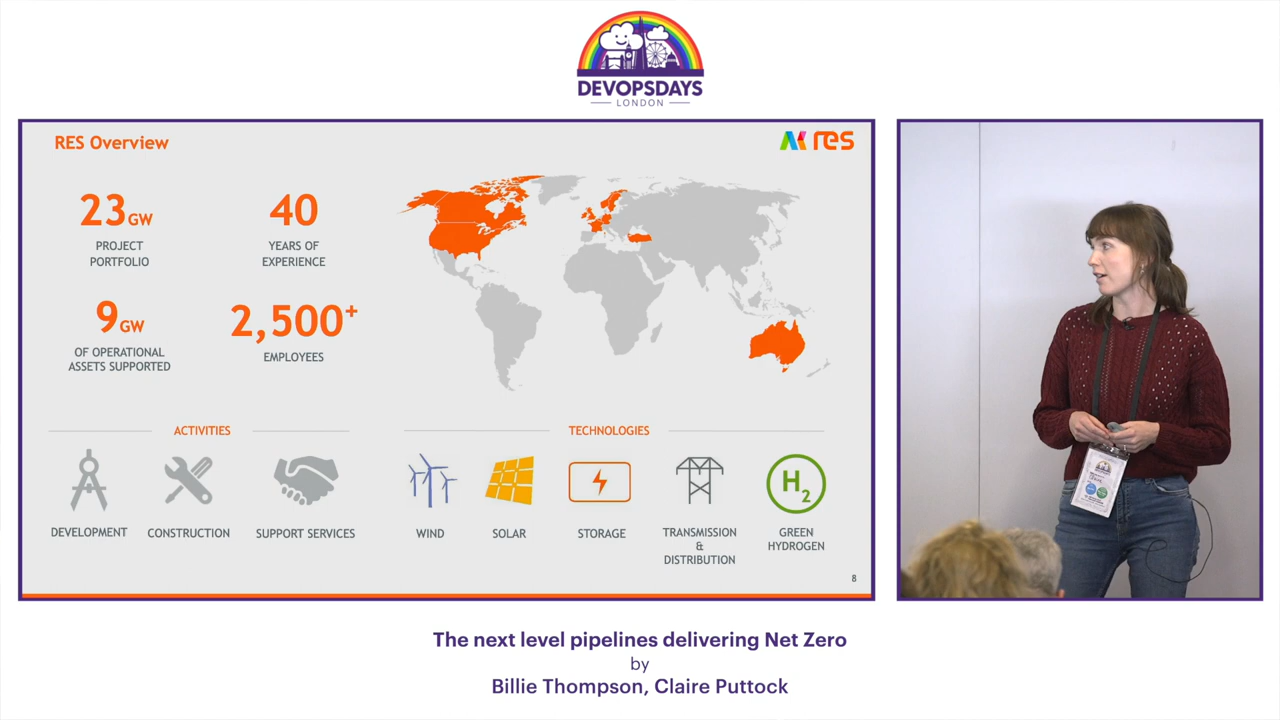 DEVOPSDAYS
LONDON
RES Overview
res
23GW
PROJECT
PORTFOLIO
40
YEARS OF
EXPERIENCE
9GW
OF OPERATIONAL
ASSETS SUPPORTED
2,500+
EMPLOYEES
ACTIVITIES
DEVELOPMENT
CONSTRUCTION
SUPPORT SERVICES
TECHNOLOGIES
WIND
SOLAR
STORAGE
TRANSMISSION
&
DISTRIBUTION
H2
GREEN
HYDROGEN
8
The next level pipelines delivering Net Zero
by
Billie Thompson, Claire Puttock